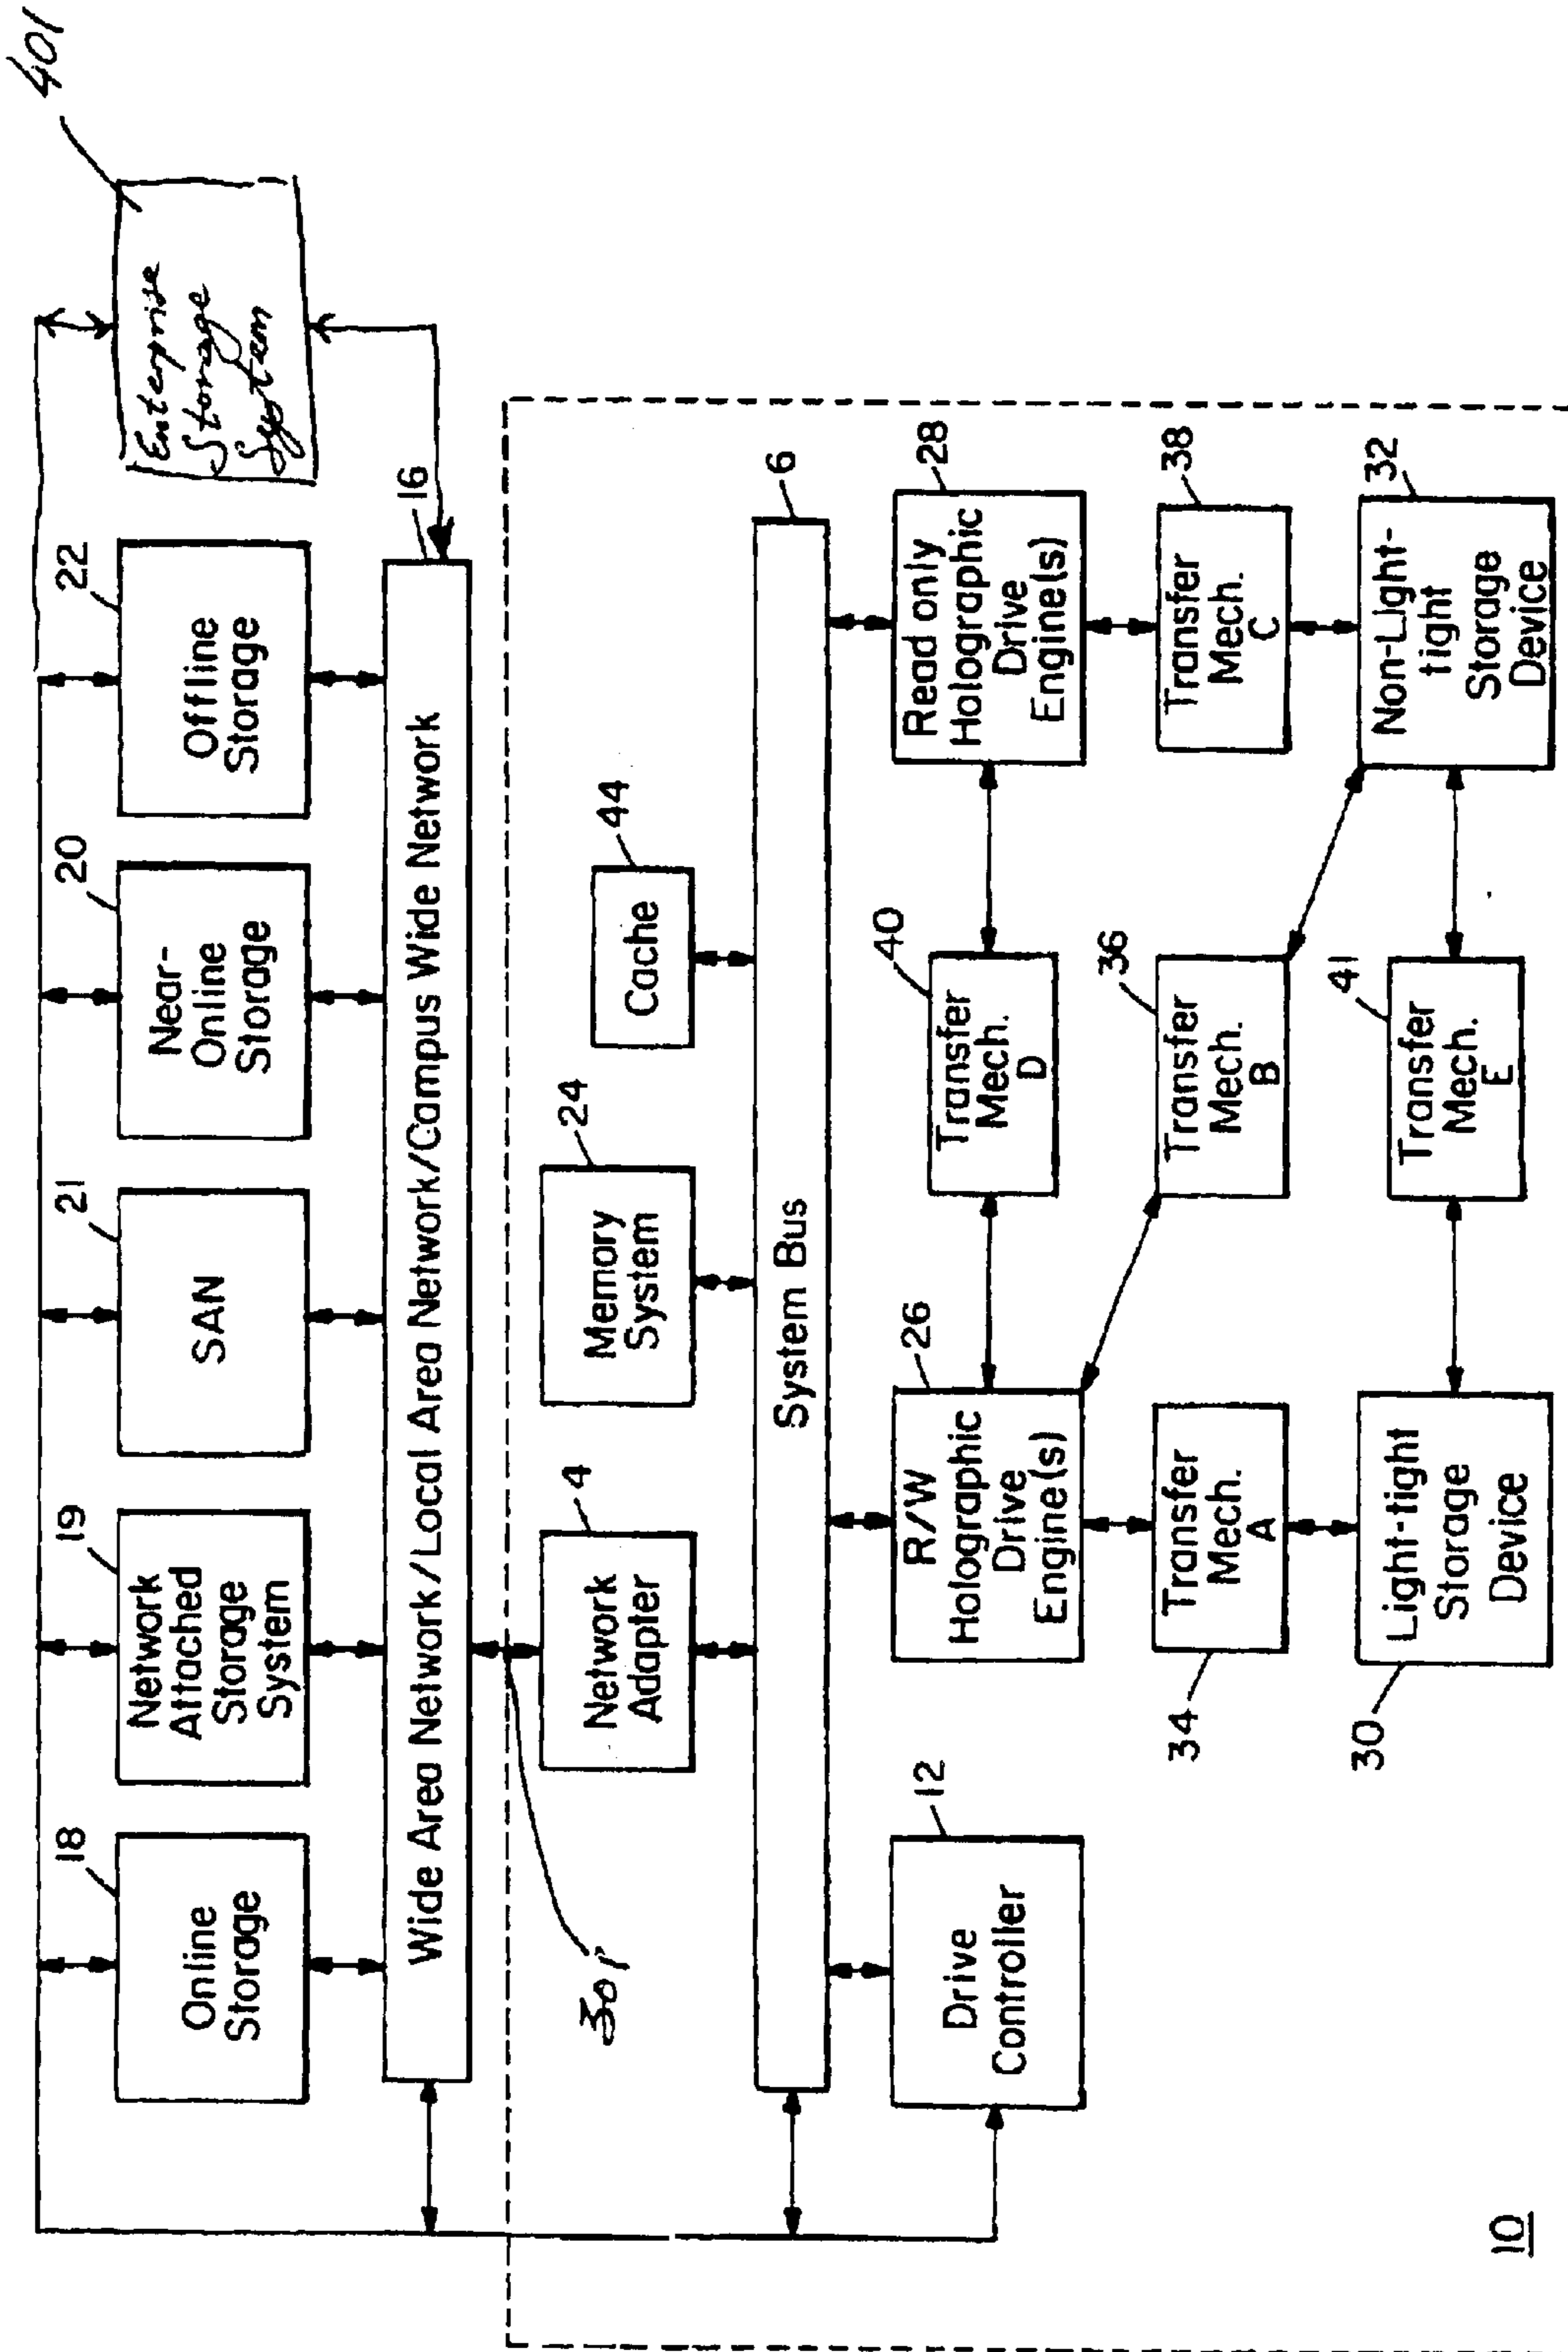 401
18
Online
Storage
19
Network
Attached
Storage
System
21
SAN
20
Near-
Online
Storage
22
Offline
Storage
Enterprise
Storage
System
16
Wide Area Network/Local Area Network/Campus Wide Network
301
4
Network
Adapter
24
Memory
System
44
Cache
6
System Bus
12
Drive
Controller
26
R/W
Holographic
Drive
Engine(s)
40
Transfer
Mech.
D
28
Read only
Holographic
Drive
Engine(s)
34
Transfer
Mech.
A
36
Transfer
Mech.
B
38
Transfer
Mech.
C
30
Light-tight
Storage
Device
41
Transfer
Mech.
E
32
Non-Light-
tight
Storage
Device
10